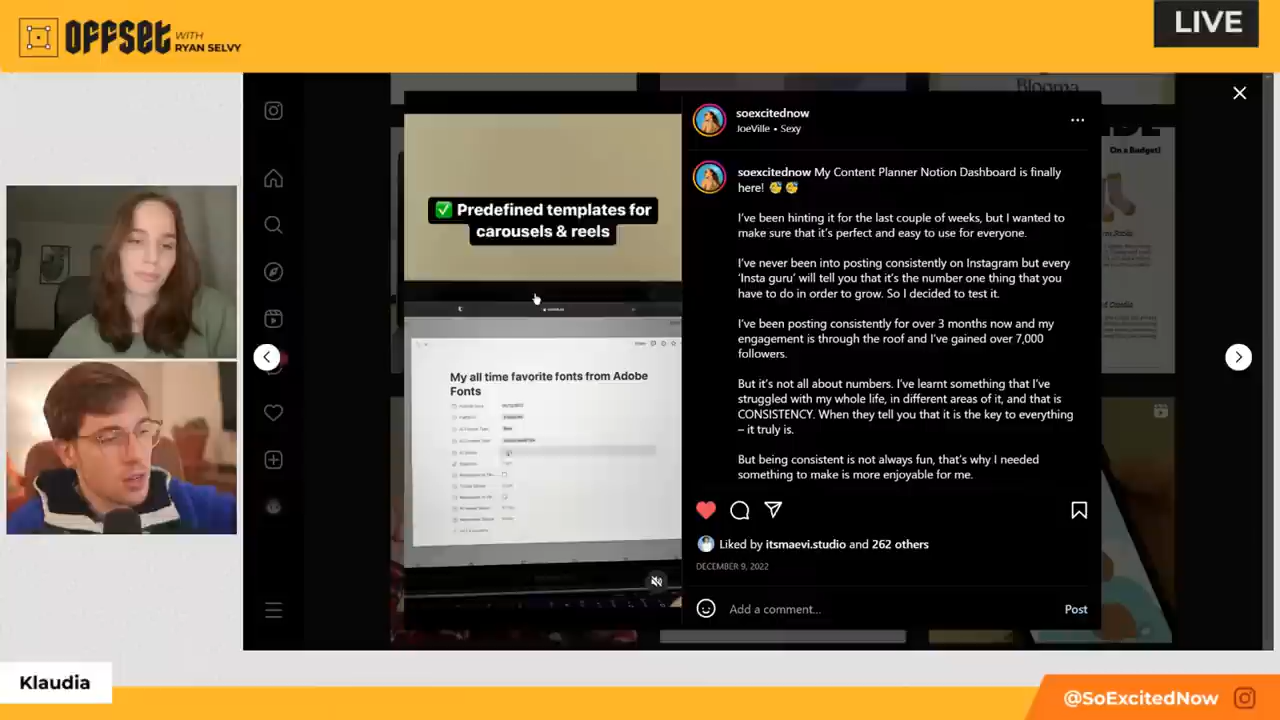 OFFSET WITH
RYAN SELVY
LIVE
Blooma
On a Budget!
✅ Predefined templates for
carousels & reels
My all time favorite fonts from Adobe
Fonts
soexcitednow
JoeVille • Sexy
soexcitednow My Content Planner Notion Dashboard is finally
here! 🥳 🥳
I've been hinting it for the last couple of weeks, but I wanted to
make sure that it's perfect and easy to use for everyone.
I've never been into posting consistently on Instagram but every
'Insta guru' will tell you that it's the number one thing that you
have to do in order to grow. So I decided to test it.
I've been posting consistently for over 3 months now and my
engagement is through the roof and I've gained over 7,000
followers.
But it's not all about numbers. I've learnt something that I've
struggled with my whole life, in different areas of it, and that is
CONSISTENCY. When they tell you that it is the key to everything
– it truly is.
But being consistent is not always fun, that's why I needed
something to make is more enjoyable for me.
Liked by itsmaevi.studio and 262 others
DECEMBER 9, 2022
Add a comment...
Post
Klaudia
@SoExcitedNow